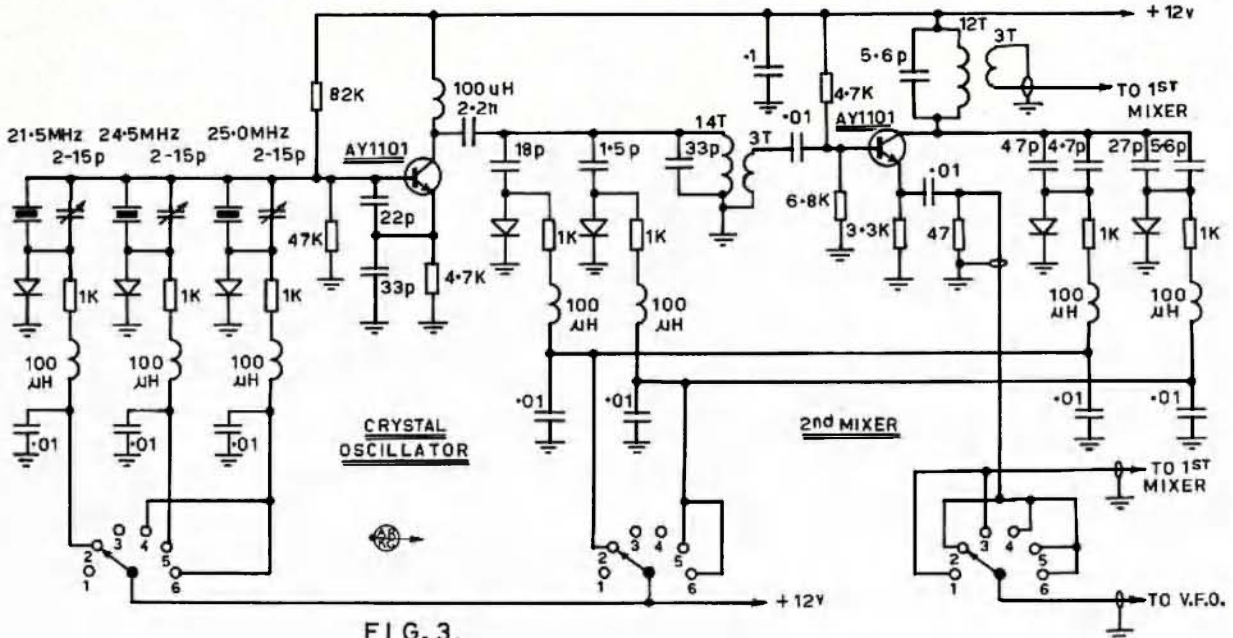 +12V
12T
3T
5·6p
·1
4·7K
82K
100uH
2·2n
TO 1ST
MIXER
21·5MHz 24·5MHz 25·0MHz
2-15p 2-15p 2-15p
AY1101
18p
1·5p
33p
14T
3T
·01
AY1101
47p 4·7p 27p 5·6p
·01
22p
47K
33p
4·7K
1K
1K
6·8K
3·3K
47
1K
1K
1K
1K
1K
100
µH
100
µH
100
µH
100
µH
100
µH
100
µH
100
µH
·01
·01
·01
CRYSTAL
OSCILLATOR
·01
·01
2nd MIXER
·01
·01
TO 1ST
MIXER
1 2 3 4 5 6
1 2 3 4 5 6
1 2 3 4 5 6
+12V
TO V.F.O.
FIG. 3.